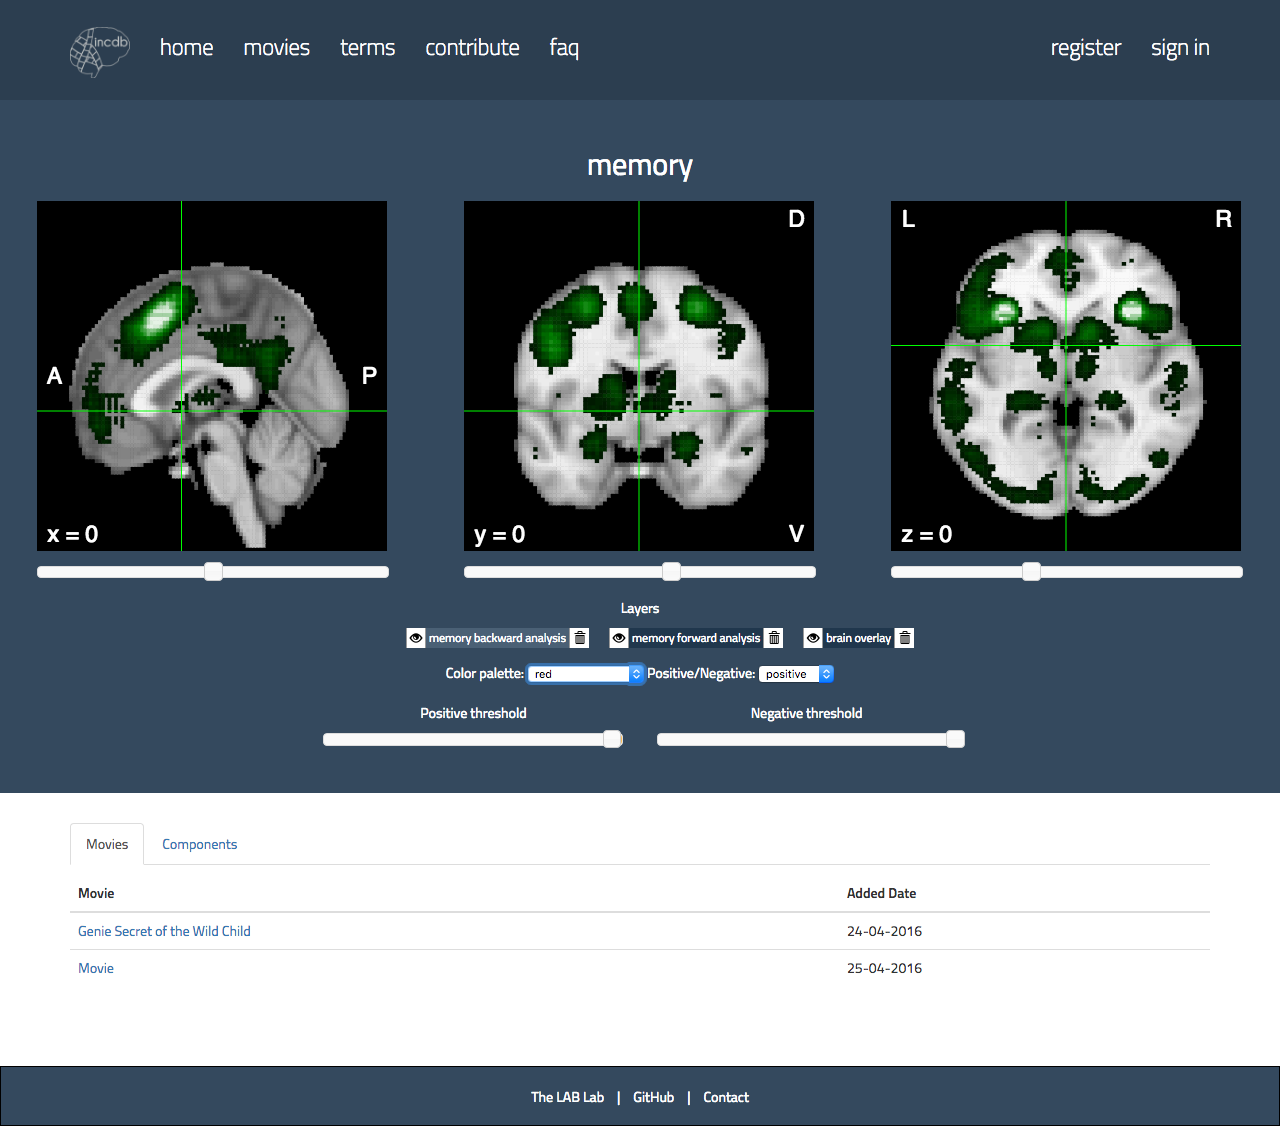 incdb home movies terms contribute faq register sign in
memory
D L R
A P
x = 0 y = 0 V z = 0
Layers
memory backward analysis memory forward analysis brain overlay
Color palette: red Positive/Negative: positive
Positive threshold Negative threshold
Movies Components
Movie Added Date
Genie Secret of the Wild Child 24-04-2016
Movie 25-04-2016
The LAB Lab | GitHub | Contact